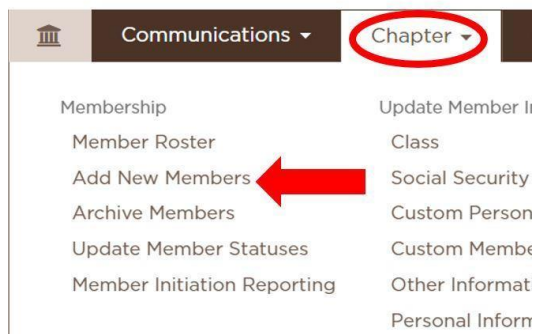 Communications Chapter
Membership
Member Roster
Add New Members
Archive Members
Update Member Statuses
Member Initiation Reporting
Update Member
Class
Social Security
Custom
Custom
Other
Personal